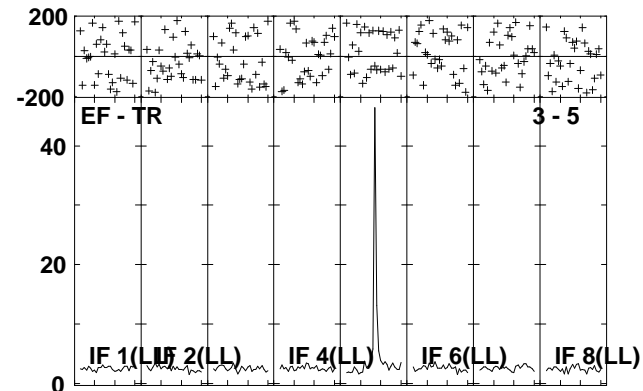 200
-200
EF - TR 3 - 5
40
20
IF 1(LL) IF 2(LL) IF 4(LL) IF 6(LL) IF 8(LL)
0